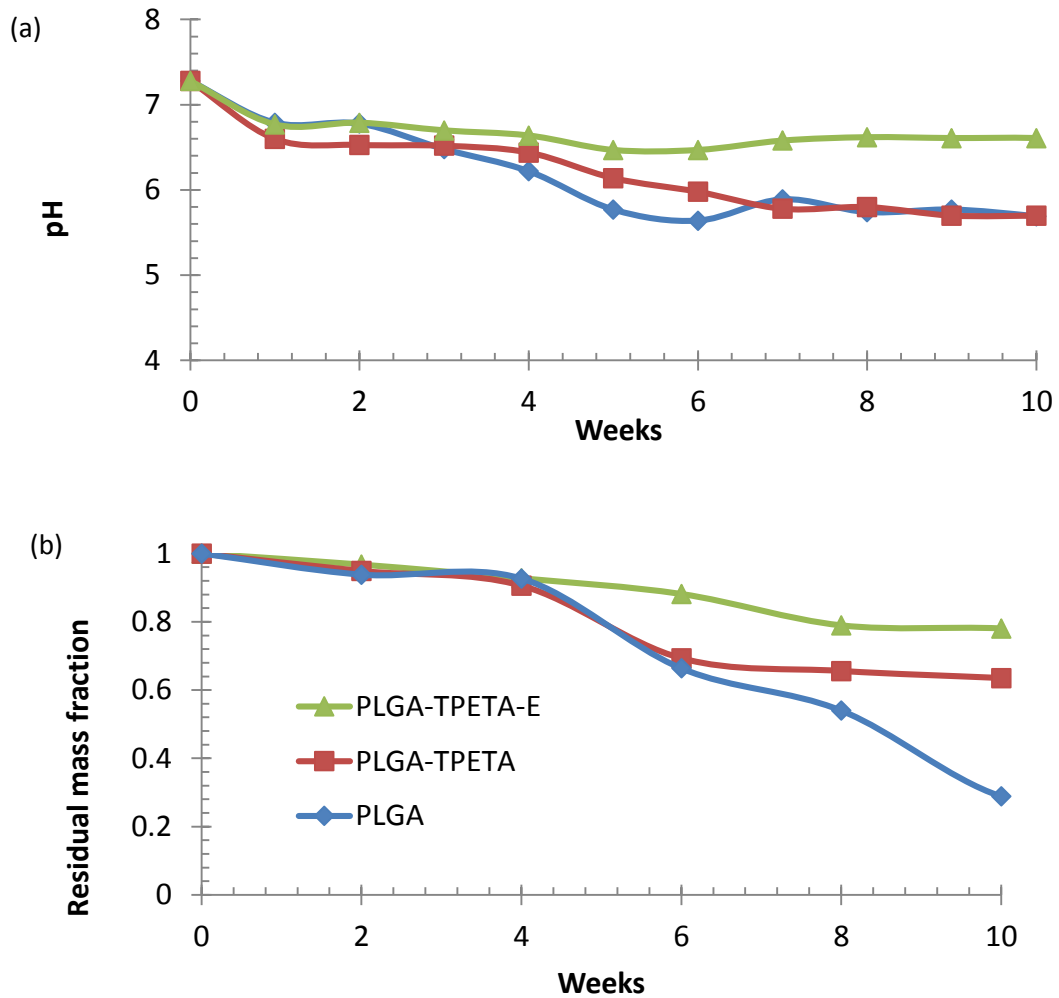 (a)
pH
8
7
6
5
4
0 2 4 6 8 10
Weeks
(b)
Residual mass fraction
1
0.8
0.6
0.4
0.2
0
PLGA-TPETA-E
PLGA-TPETA
PLGA
0 2 4 6 8 10
Weeks